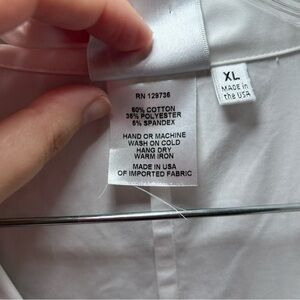 RN 129736
60% COTTON
35% POLYESTER
5% SPANDEX
HAND OR MACHINE
WASH ON COLD
HANG DRY
WARM IRON
MADE IN USA
OF IMPORTED FABRIC
XL
MADE in
the USA